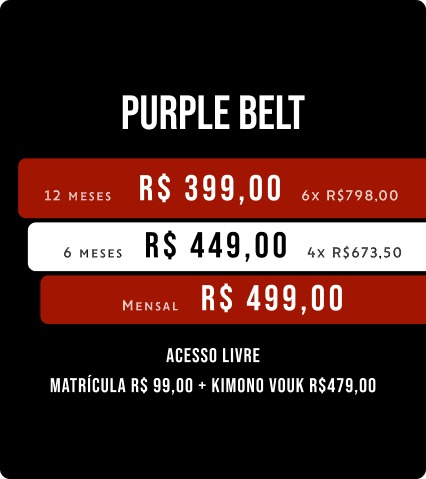 PURPLE BELT
12 MESES R$ 399,00 6X R$798,00
6 MESES R$ 449,00 4X R$673,50
MENSAL R$ 499,00
ACESSO LIVRE
MATRÍCULA R$ 99,00 + KIMONO VOUK R$479,00